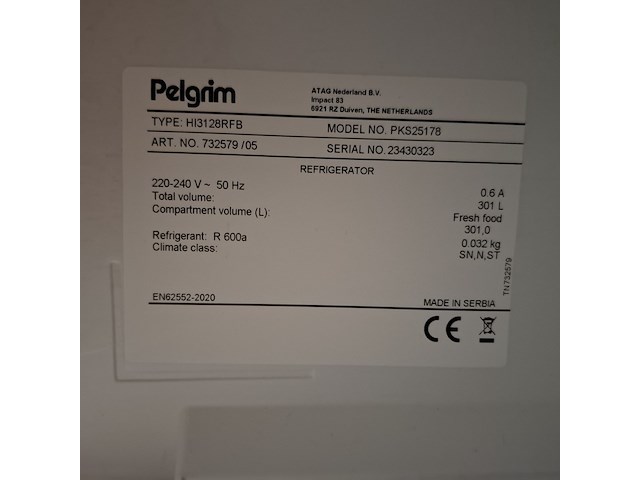 Pelgrim
ATAG Nederland B.V.
Impact 83
6921 RZ Duiven, THE NETHERLANDS
TYPE: HI3128RFB MODEL NO. PKS25178
ART. NO. 732579 /05 SERIAL NO. 23430323
REFRIGERATOR
220-240 V ~ 50 Hz 0.6 A
Total volume: 301 L
Compartment volume (L): Fresh food
301,0
Refrigerant: R 600a 0.032 kg
Climate class: SN,N,ST
TN732579
EN62552-2020 MADE IN SERBIA
CE